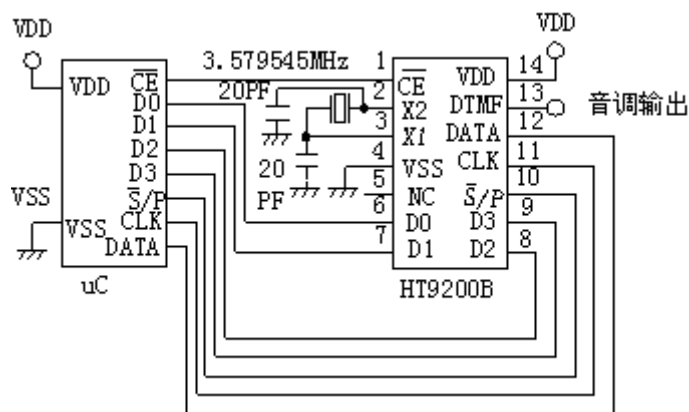 VDD
VDD
3.579545MHz
1
14
VDD
CE
20PF
2
CE
VDD
13
D0
X2
DTMF
音调输出
D1
3
X1
DATA
12
D2
20
4
VSS
CLK
11
D3
PF
5
NC
S/P
10
VSS
S/P
6
D0
D3
9
VSS
CLK
7
D1
D2
8
DATA
uC
HT9200B